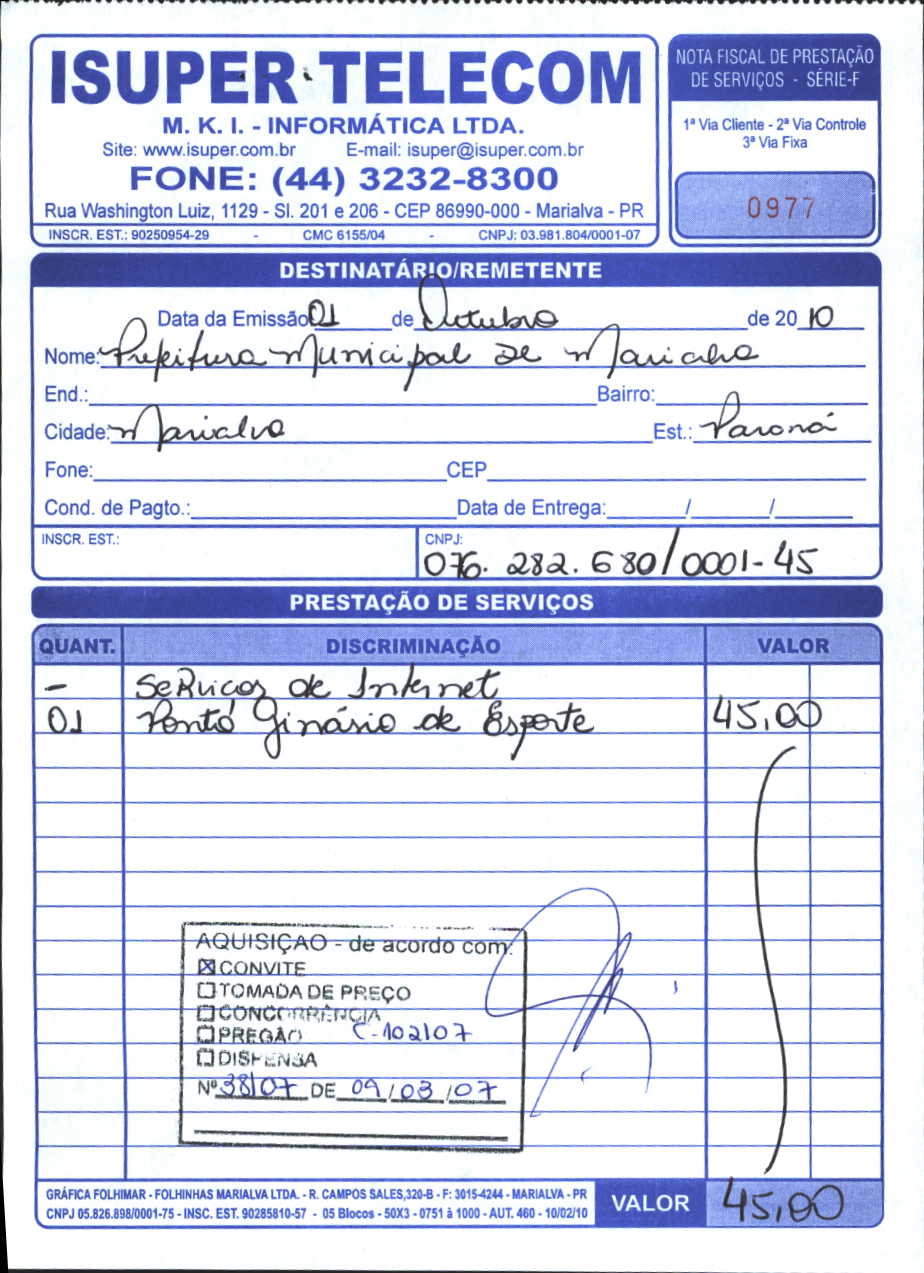 ISUPER TELECOM
M. K. I. - INFORMÁTICA LTDA.
Site: www.isuper.com.br E-mail: isuper@isuper.com.br
FONE: (44) 3232-8300
Rua Washington Luiz, 1129 - Sl. 201 e 206 - CEP 86990-000 - Marialva - PR
INSCR. EST.: 90250954-29 - CMC 6155/04 - CNPJ: 03.981.804/0001-07
NOTA FISCAL DE PRESTAÇÃO
DE SERVIÇOS - SÉRIE-F
1ª Via Cliente - 2ª Via Controle
3ª Via Fixa
0977
DESTINATÁRIO/REMETENTE
Data da Emissão 01 de Outubro de 2010
Nome: Prefeitura Municipal de Marialva
End.: Bairro:
Cidade: Marialva Est.: Paraná
Fone: CEP
Cond. de Pagto.: Data de Entrega: / /
INSCR. EST.: CNPJ:
076.282.680/0001-45
PRESTAÇÃO DE SERVIÇOS
QUANT. DISCRIMINAÇÃO VALOR
- Serviços de Internet
01 Ponto Ginásio de Esporte 45,00
AQUISIÇÃO - de acordo com:
☒ CONVITE
☐ TOMADA DE PREÇO
☐ CONCORRÊNCIA
☐ PREGÃO C-102/07
☐ DISPENSA
Nº 38/07 DE 09/03/07
GRÁFICA FOLHIMAR - FOLHINHAS MARIALVA LTDA. - R. CAMPOS SALES,320-B - F: 3015-4244 - MARIALVA - PR
CNPJ 05.826.898/0001-75 - INSC. EST. 90285810-57 - 05 Blocos - 50X3 - 0751 à 1000 - AUT. 460 - 10/02/10
VALOR 45,00